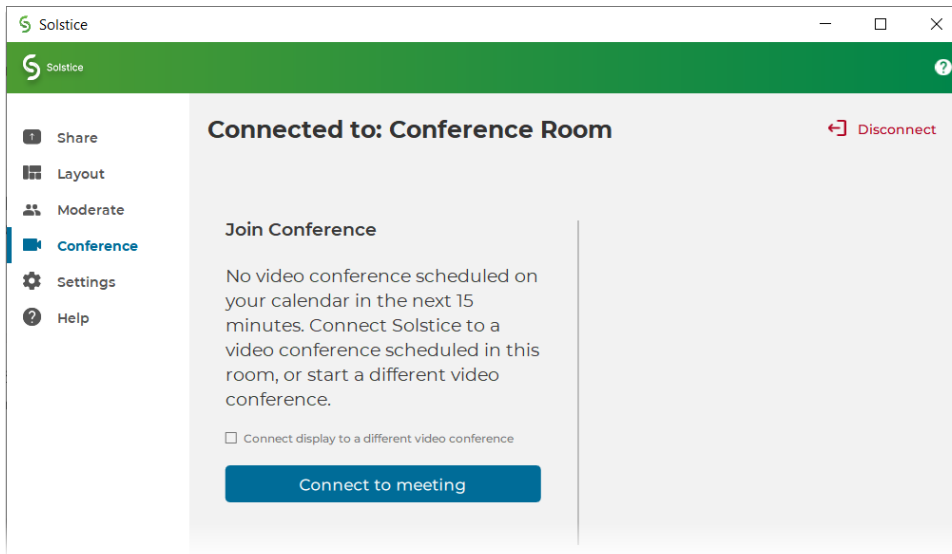 Solstice
Solstice
?
Share
Layout
Moderate
Conference
Settings
? Help
Connected to: Conference Room
Disconnect
Join Conference
No video conference scheduled on
your calendar in the next 15
minutes. Connect Solstice to a
video conference scheduled in this
room, or start a different video
conference.
Connect display to a different video conference
Connect to meeting